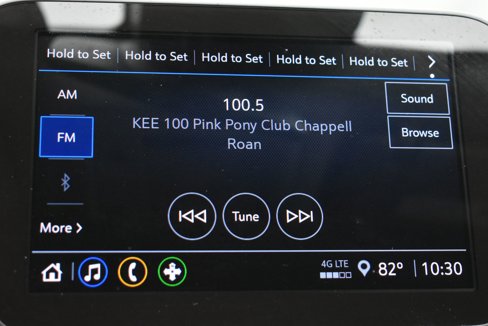 Hold to Set Hold to Set Hold to Set Hold to Set Hold to Set
AM
100.5
Sound
FM
KEE 100 Pink Pony Club Chappell
Roan
Browse
Tune
More
4G LTE
82° 10:30